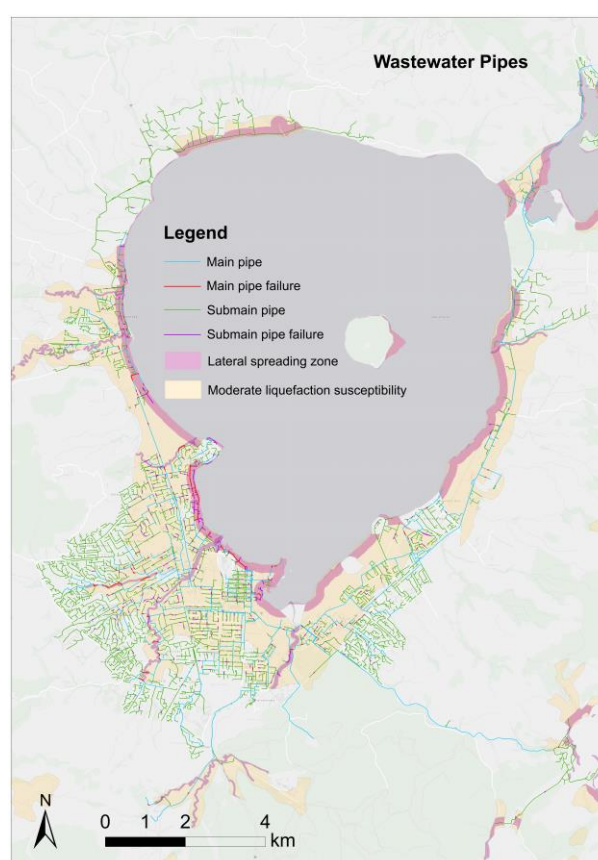 Wastewater Pipes
Legend
Main pipe
Main pipe failure
Submain pipe
Submain pipe failure
Lateral spreading zone
Moderate liquefaction susceptibility
N
0 1 2 4
km